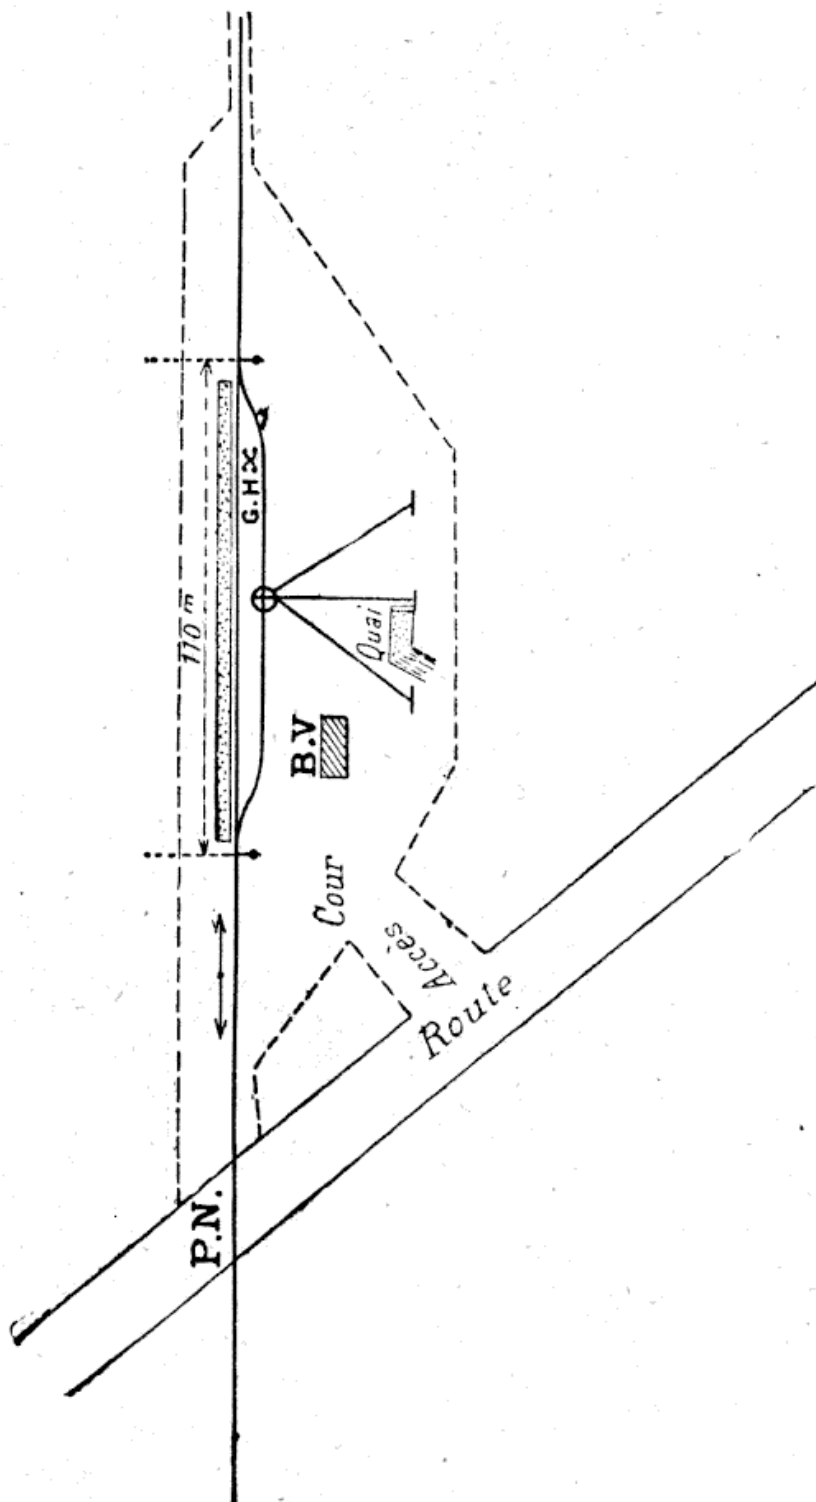 G.H.X
110 m
Quai
B.V
Cour
Accès
Route
P.N.